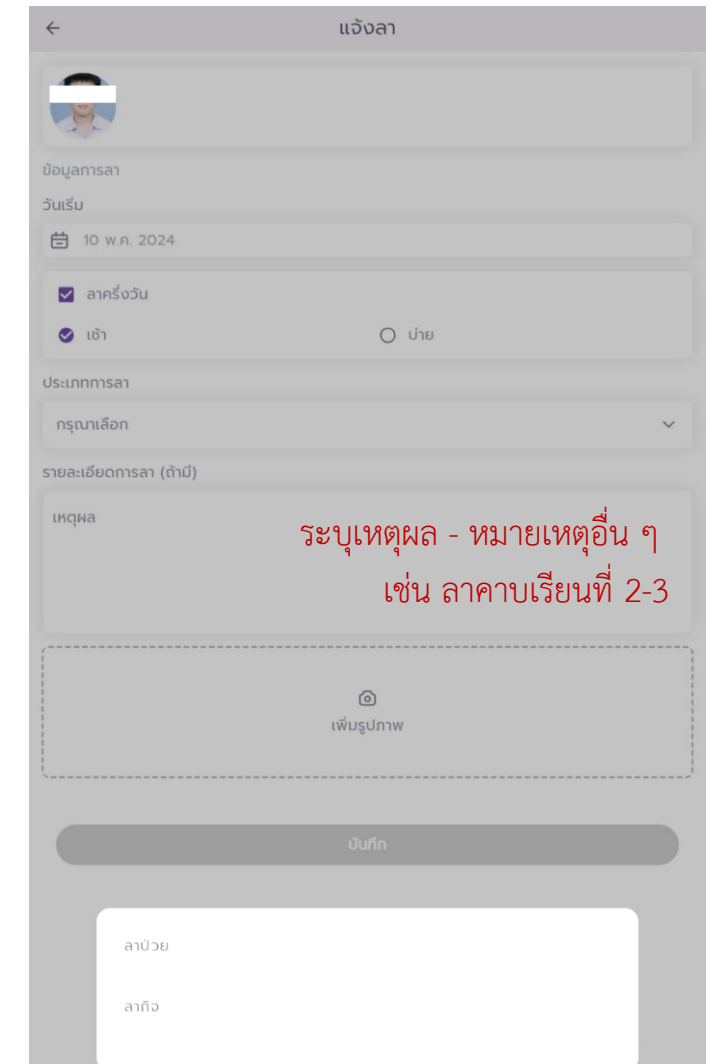 แจ้งลา
ข้อมูลการลา
วันเริ่ม
10 พ.ค. 2024
ลาครึ่งวัน
เช้า
บ่าย
ประเภทการลา
กรุณาเลือก
รายละเอียดการลา (ถ้ามี)
เหตุผล
ระบุเหตุผล - หมายเหตุอื่น ๆ
เช่น ลาคาบเรียนที่ 2-3
เพิ่มรูปภาพ
บันทึก
ลาป่วย
ลากิจ